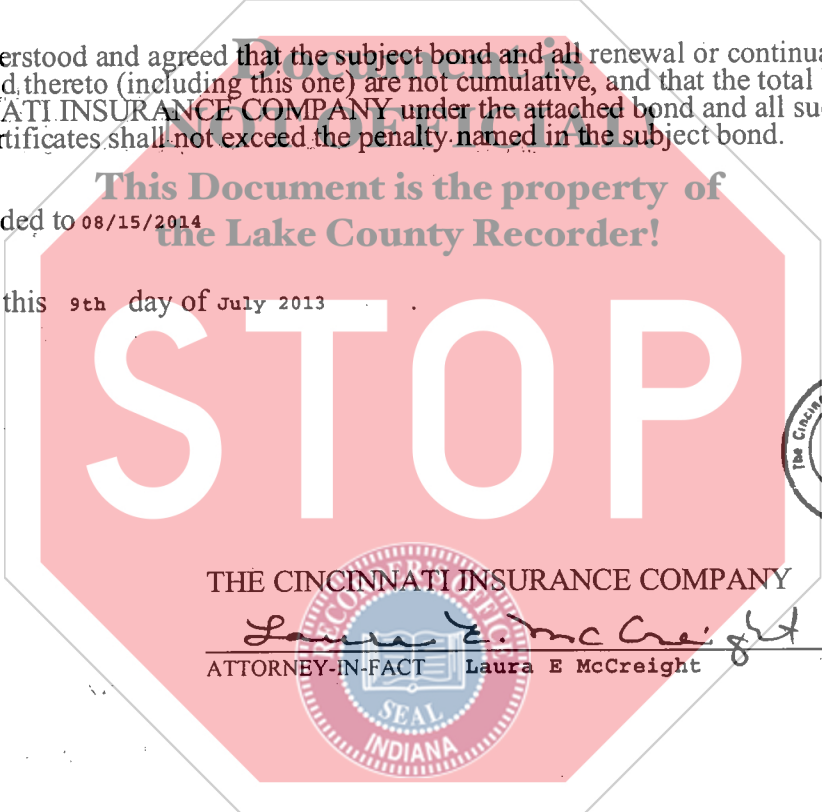 Document is
erstood and agreed that the subject bond and all renewal or continua
d thereto (including this one) are not cumulative, and that the total
ATI INSURANCE COMPANY under the attached bond and all su
NOT OFFICIAL!
rtificates shall not exceed the penalty named in the subject bond.
This Document is the property of
ded to 08/15/2014
the Lake County Recorder!
this 9th day of July 2013 .
STOP
The Cincin
THE CINCINNATI INSURANCE COMPANY
Laura E. McCreight
ATTORNEY-IN-FACT Laura E McCreight
SEAL
INDIANA